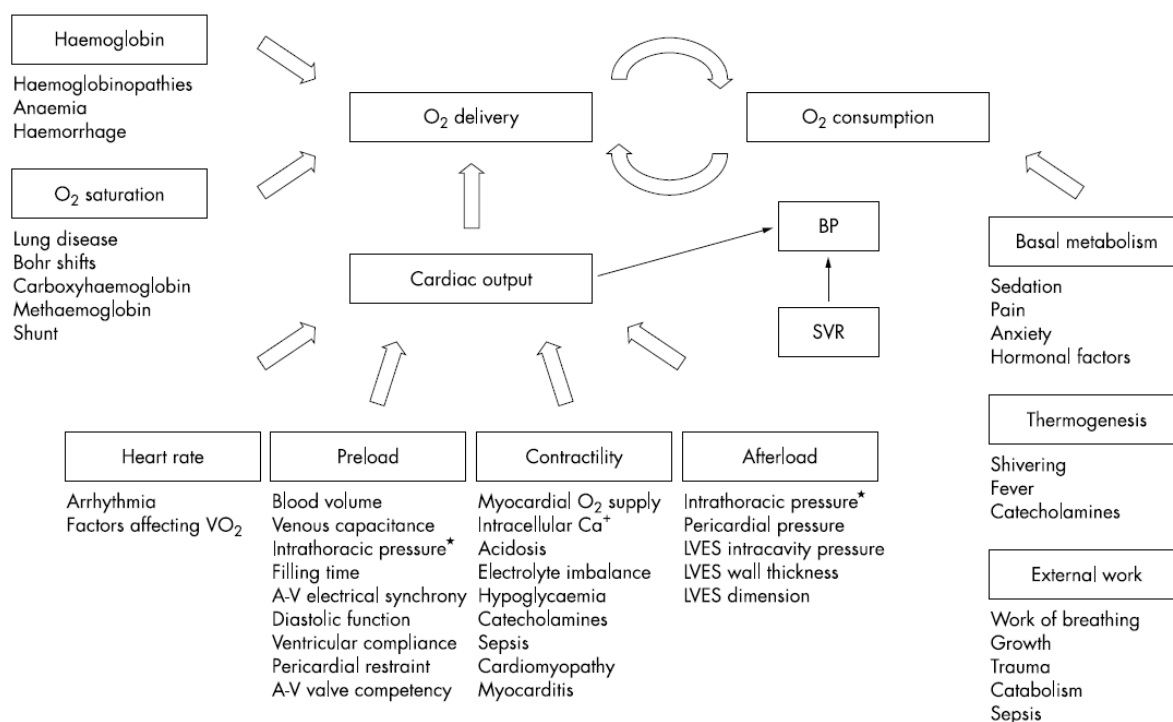 Haemoglobin
Haemoglobinopathies
Anaemia
Haemorrhage
O₂ saturation
Lung disease
Bohr shifts
Carboxyhaemoglobin
Methaemoglobin
Shunt
O₂ delivery
O₂ consumption
Cardiac output
BP
SVR
Heart rate
Arrhythmia
Factors affecting VO₂
Preload
Blood volume
Venous capacitance
Intrathoracic pressure★
Filling time
A-V electrical synchrony
Diastolic function
Ventricular compliance
Pericardial restraint
A-V valve competency
Contractility
Myocardial O₂ supply
Intracellular Ca⁺
Acidosis
Electrolyte imbalance
Hypoglycaemia
Catecholamines
Sepsis
Cardiomyopathy
Myocarditis
Afterload
Intrathoracic pressure★
Pericardial pressure
LVES intracavity pressure
LVES wall thickness
LVES dimension
Basal metabolism
Sedation
Pain
Anxiety
Hormonal factors
Thermogenesis
Shivering
Fever
Catecholamines
External work
Work of breathing
Growth
Trauma
Catabolism
Sepsis